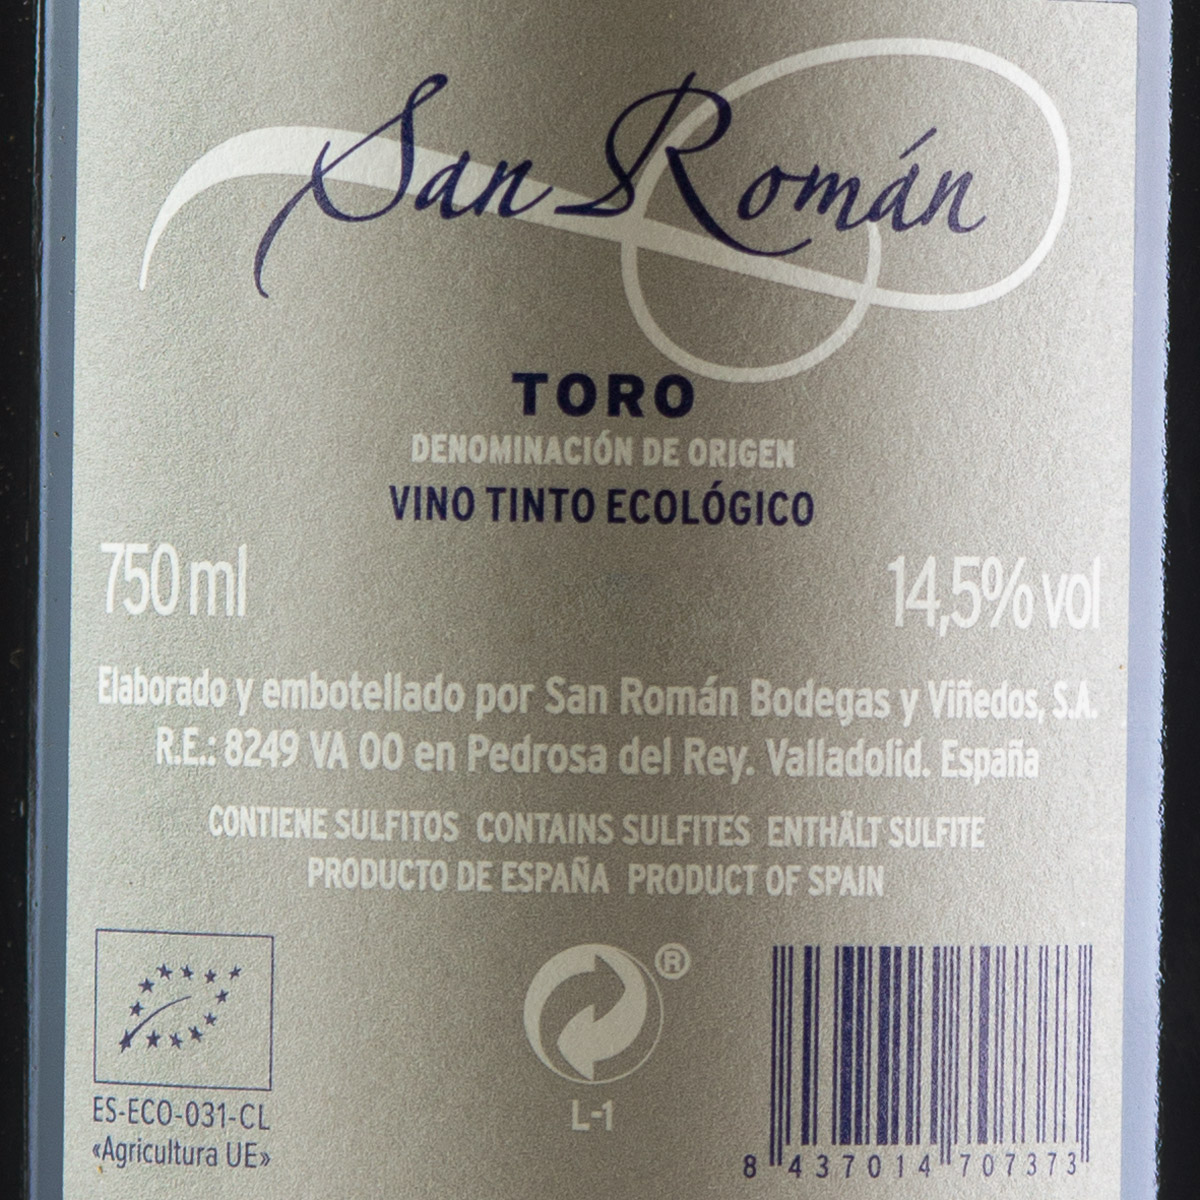 San Román
TORO
DENOMINACIÓN DE ORIGEN
VINO TINTO ECOLÓGICO
750 ml 14,5% vol
Elaborado y embotellado por San Román Bodegas y Viñedos, S.A.
R.E.: 8249 VA 00 en Pedrosa del Rey. Valladolid. España
CONTIENE SULFITOS CONTAINS SULFITES ENTHÄLT SULFITE
PRODUCTO DE ESPAÑA PRODUCT OF SPAIN
®
ES-ECO-031-CL
«Agricultura UE»
L-1
8 437014 707373